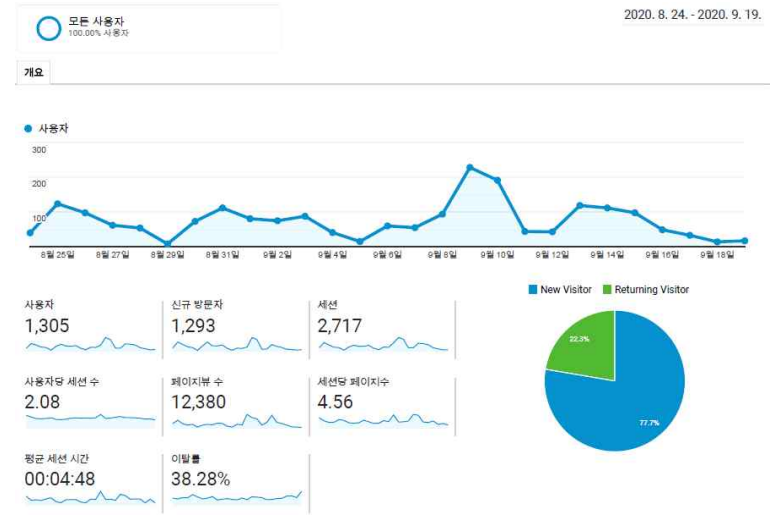 모든 사용자
100.00% 사용자
2020. 8. 24. - 2020. 9. 19.
개요
사용자
300
200
100
8월 25일 8월 27일 8월 29일 8월 31일 9월 2일 9월 4일 9월 6일 9월 8일 9월 10일 9월 12일 9월 14일 9월 16일 9월 18일
New Visitor Returning Visitor
사용자 신규 방문자 세션
1,305 1,293 2,717
22.3%
77.7%
사용자당 세션 수 페이지뷰 수 세션당 페이지수
2.08 12,380 4.56
평균 세션 시간 이탈률
00:04:48 38.28%